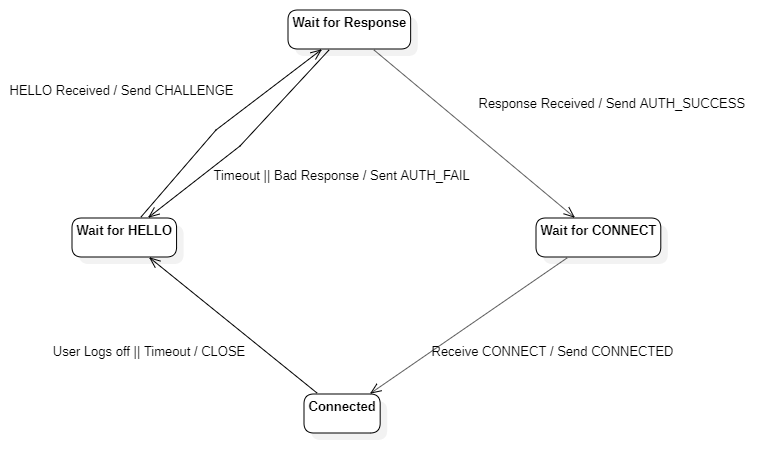 Wait for Response
HELLO Received / Send CHALLENGE
Response Received / Send AUTH_SUCCESS
Timeout || Bad Response / Sent AUTH_FAIL
Wait for HELLO
Wait for CONNECT
User Logs off || Timeout / CLOSE
Receive CONNECT / Send CONNECTED
Connected